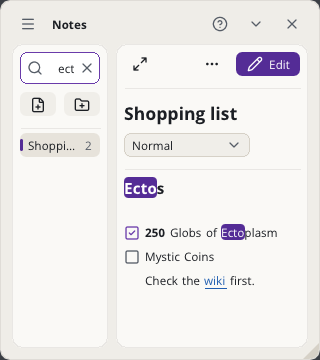 Notes
ect
Edit
Shoppi... 2
Shopping list
Normal
Ectos
250 Globs of Ectoplasm
Mystic Coins
Check the wiki first.